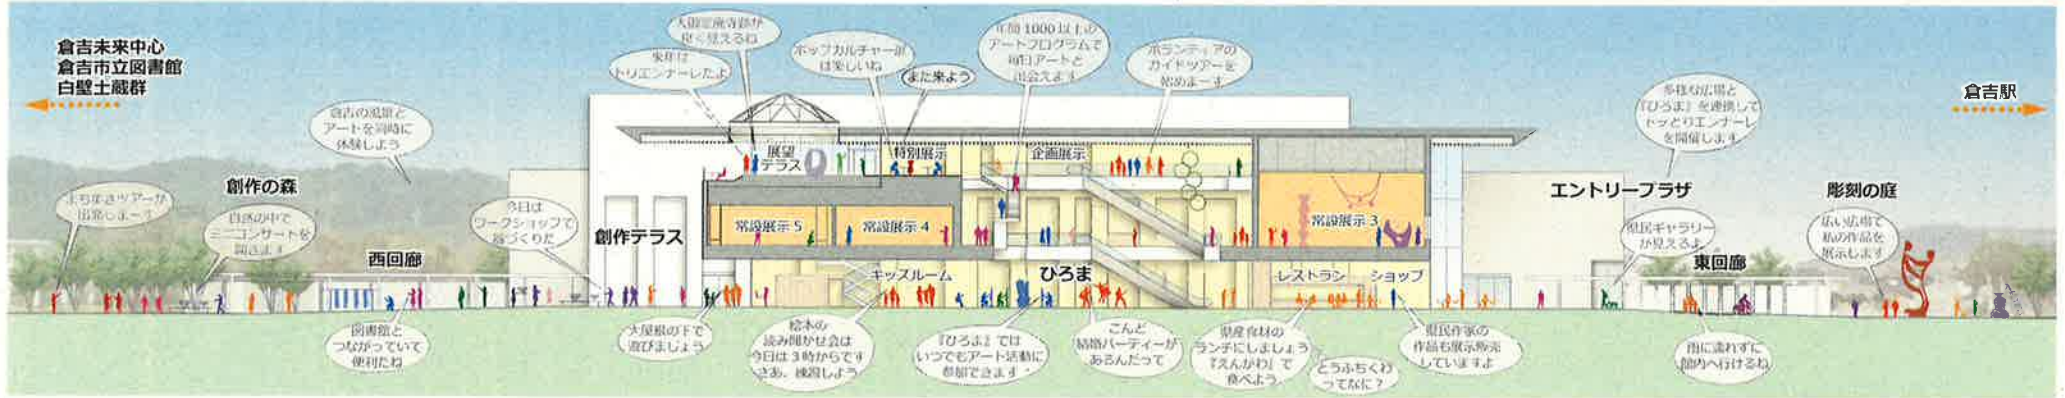 倉吉未来中心
倉吉市立図書館
白壁土蔵群
倉吉の風景と
アートを同時に
体験しよう
まち歩きツアーが
出発しまーす
創作の森
自然の中で
ミニコンサートを
開きます
西回廊
図書館と
つながっていて
便利だね
今日は
ワークショップで
器づくりだ
創作テラス
大屋根の下で
遊びましょう
来年は
トリエンナーレだよ
大御堂廃寺跡が
良く見えるね
ポップカルチャー展
は楽しいね
また来よう
年間1000以上の
アートプログラムで
毎日アートと
出会えます
ボランティアの
ガイドツアーを
始めまーす
展望
テラス
特別展示
企画展示
常設展示5
常設展示4
常設展示3
キッズルーム
ひろま
レストラン
ショップ
絵本の
読み聞かせ会は
今日は3時からです
さあ、練習しよう
『ひろま』では
いつでもアート活動に
参加できます
こんど
結婚パーティーが
あるんだって
県産食材の
ランチにしましょう
『えんがわ』で
食べよう
とうふちくわ
ってなに？
県民作家の
作品も展示販売
していますよ
多様な広場と
『ひろま』を連携して
トットリエンナーレ
を開催します
倉吉駅
エントリープラザ
県民ギャラリー
が見えるよ
東回廊
雨に濡れずに
館内へ行けるね
彫刻の庭
広い広場で
私の作品を
展示します